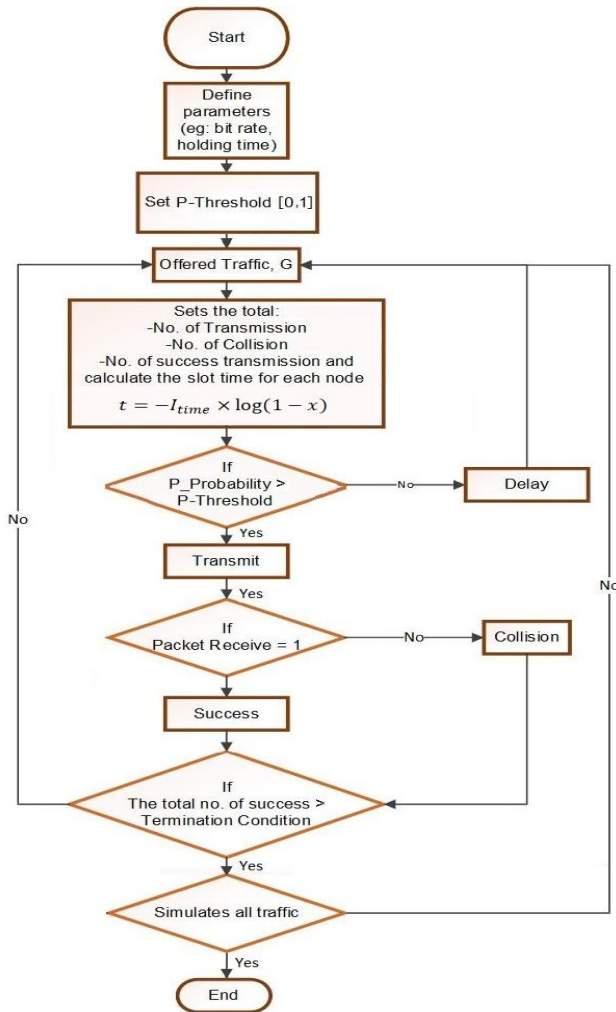 Start
Define
parameters
(eg: bit rate,
holding time)
Set P-Threshold [0,1]
Offered Traffic, G
Sets the total:
-No. of Transmission
-No. of Collision
-No. of success transmission and
calculate the slot time for each node
t = −I_time × log(1 − x)
If
P_Probability >
P-Threshold
No
Delay
Yes
Transmit
Yes
If
Packet Receive = 1
No
Collision
Success
If
The total no. of success >
Termination Condition
No
Yes
Simulates all traffic
No
Yes
End